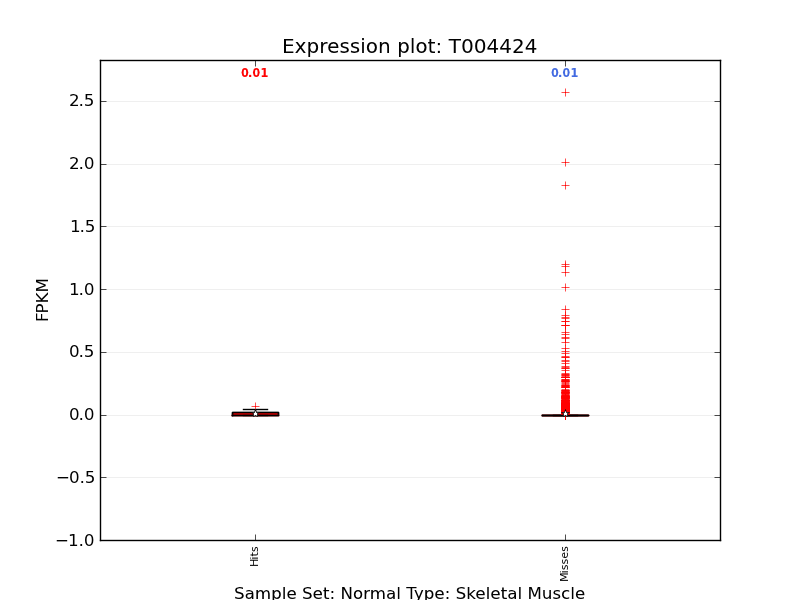 Expression plot: T004424
0.01 0.01
2.5
2.0
1.5
1.0
0.5
0.0
−0.5
−1.0
FPKM
Hits
Misses
Sample Set: Normal Type: Skeletal Muscle